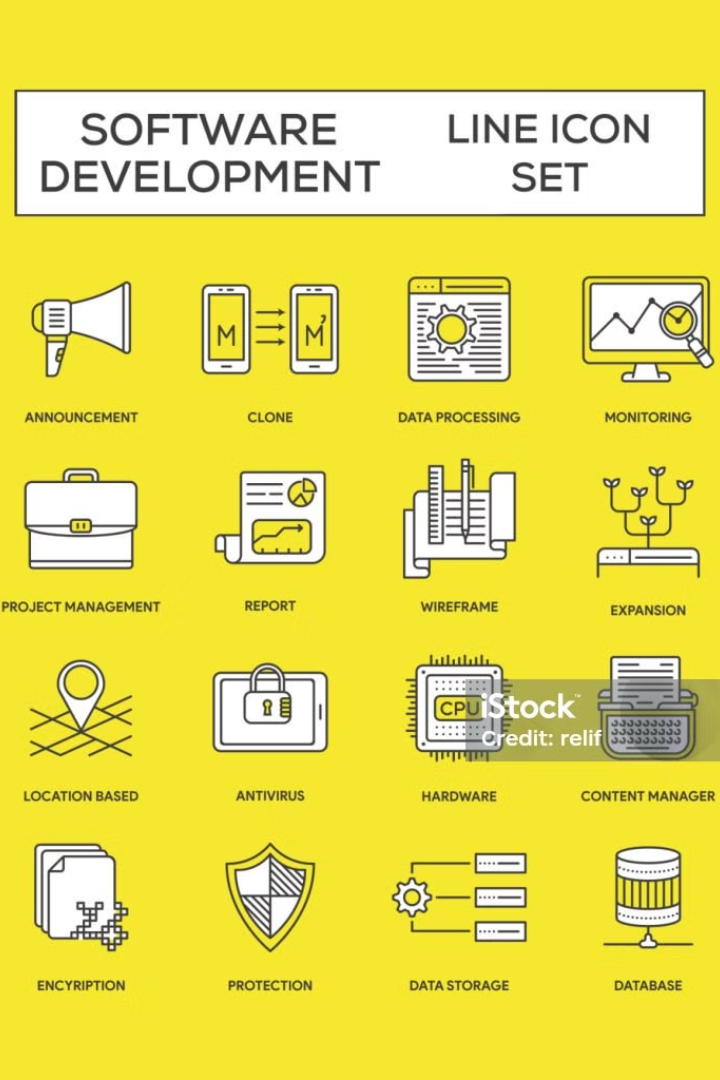 SOFTWARE
DEVELOPMENT
LINE ICON
SET
ANNOUNCEMENT
CLONE
M
M’
DATA PROCESSING
MONITORING
PROJECT MANAGEMENT
REPORT
WIREFRAME
EXPANSION
LOCATION BASED
ANTIVIRUS
CPU
HARDWARE
iStock™
Credit: relif
CONTENT MANAGER
ENCYRIPTION
PROTECTION
DATA STORAGE
DATABASE